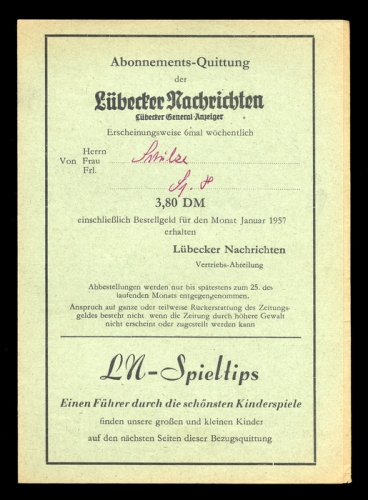 Abonnements-Quittung
der
Lübecker Nachrichten
Lübecker General-Anzeiger
Erscheinungsweise 6mal wöchentlich
Herrn
Von Frau Schulze
Frl.
3,80 DM
einschließlich Bestellgeld für den Monat Januar 1957
erhalten
Lübecker Nachrichten
Vertriebs-Abteilung
Abbestellungen werden nur bis spätestens zum 25. des
laufenden Monats entgegengenommen.
Anspruch auf ganze oder teilweise Rückerstattung des Zeitungs-
geldes besteht nicht, wenn die Zeitung durch höhere Gewalt
nicht erscheint oder zugestellt werden kann
LN-Spieltips
Einen Führer durch die schönsten Kinderspiele
finden unsere großen und kleinen Kinder
auf den nächsten Seiten dieser Bezugsquittung